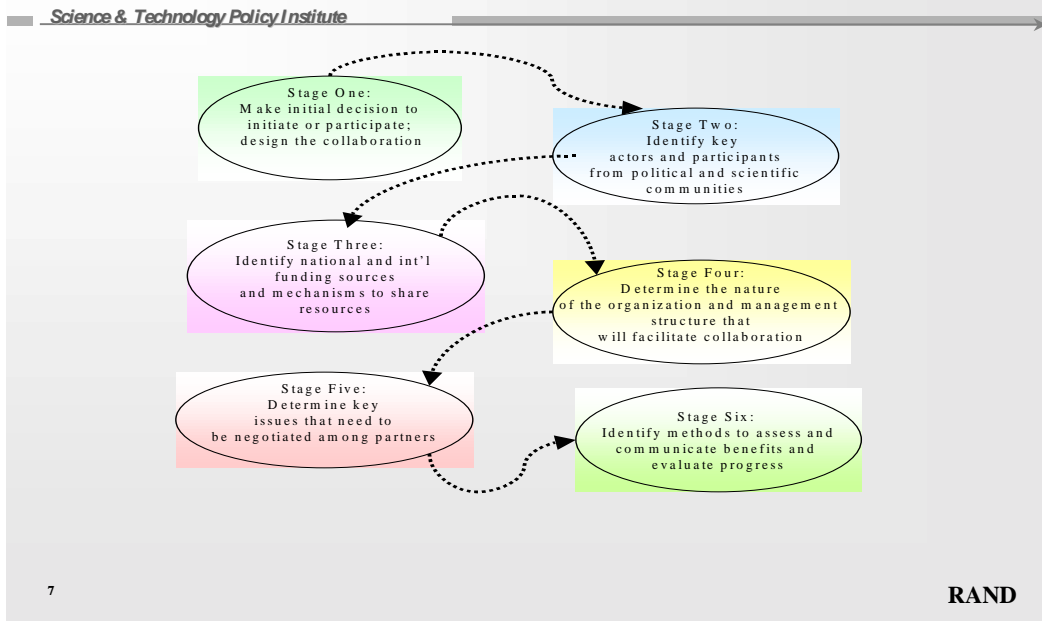 Science & Technology Policy Institute
Stage One:
Make initial decision to
initiate or participate;
design the collaboration
Stage Two:
Identify key
actors and participants
from political and scientific
communities
Stage Three:
Identify national and int’l
funding sources
and mechanisms to share
resources
Stage Four:
Determine the nature
of the organization and management
structure that
will facilitate collaboration
Stage Five:
Determine key
issues that need to
be negotiated among partners
Stage Six:
Identify methods to assess and
communicate benefits and
evaluate progress
7
RAND